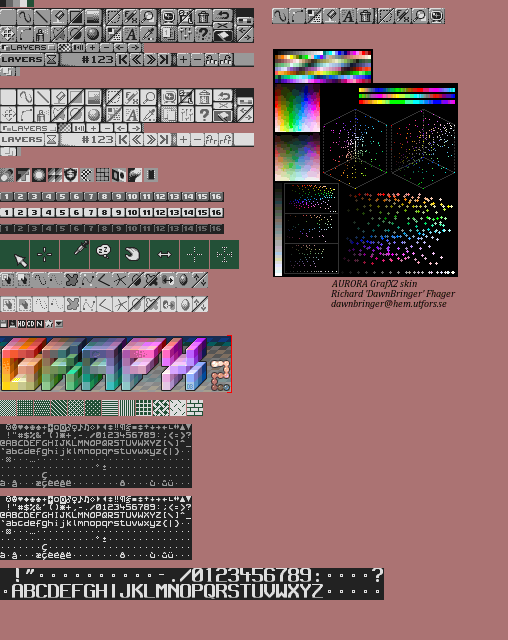 LAYERS
LAYERS #123
LAYERS
LAYERS #123
1 2 3 4 5 6 7 8 9 10 11 12 13 14 15 16
1 2 3 4 5 6 7 8 9 10 11 12 13 14 15 16
1 2 3 4 5 6 7 8 9 10 11 12 13 14 15 16
GRAFX2
!"#$%&'()*+,-./0123456789:;<=>?
@ABCDEFGHIJKLMNOPQRSTUVWXYZ[\]^_
`abcdefghijklmnopqrstuvwxyz{|}
!"#$%&'()*+,-./0123456789:;<=>?
@ABCDEFGHIJKLMNOPQRSTUVWXYZ[\]^_
`abcdefghijklmnopqrstuvwxyz{|}
!"·········-./0123456789:····?
·ABCDEFGHIJKLMNOPQRSTUVWXYZ·····
AURORA GrafX2 skin
Richard 'DawnBringer' Fhager
dawnbringer@hem.utfors.se